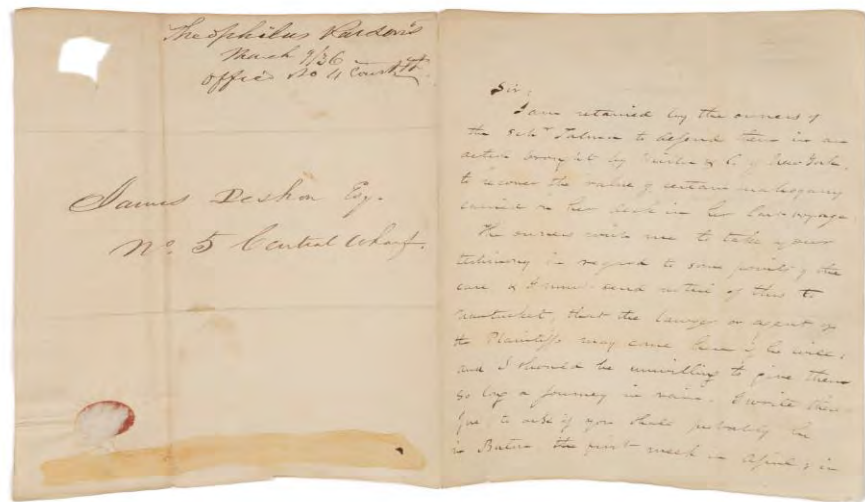 Theophilus Parsons
March 9/36
Office No 4 Court St.
James Deshon Esq.
No. 5 Central Wharf.
Sir,
I am retained by the owners of
the Schr to defend them in an
action brought by & Co. of New York,
to recover the value of certain mahogany
carried on her deck in her last voyage.
The owners wish me to take your
testimony in regard to some points of the
case & I must send notice of this to
Nantucket, that the lawyer or agent of
the Plaintiffs may come here if he will;
and I should be unwilling to give them
so long a journey in vain. I write there-
fore to ask if you shall probably be
in Boston the first week in April & in